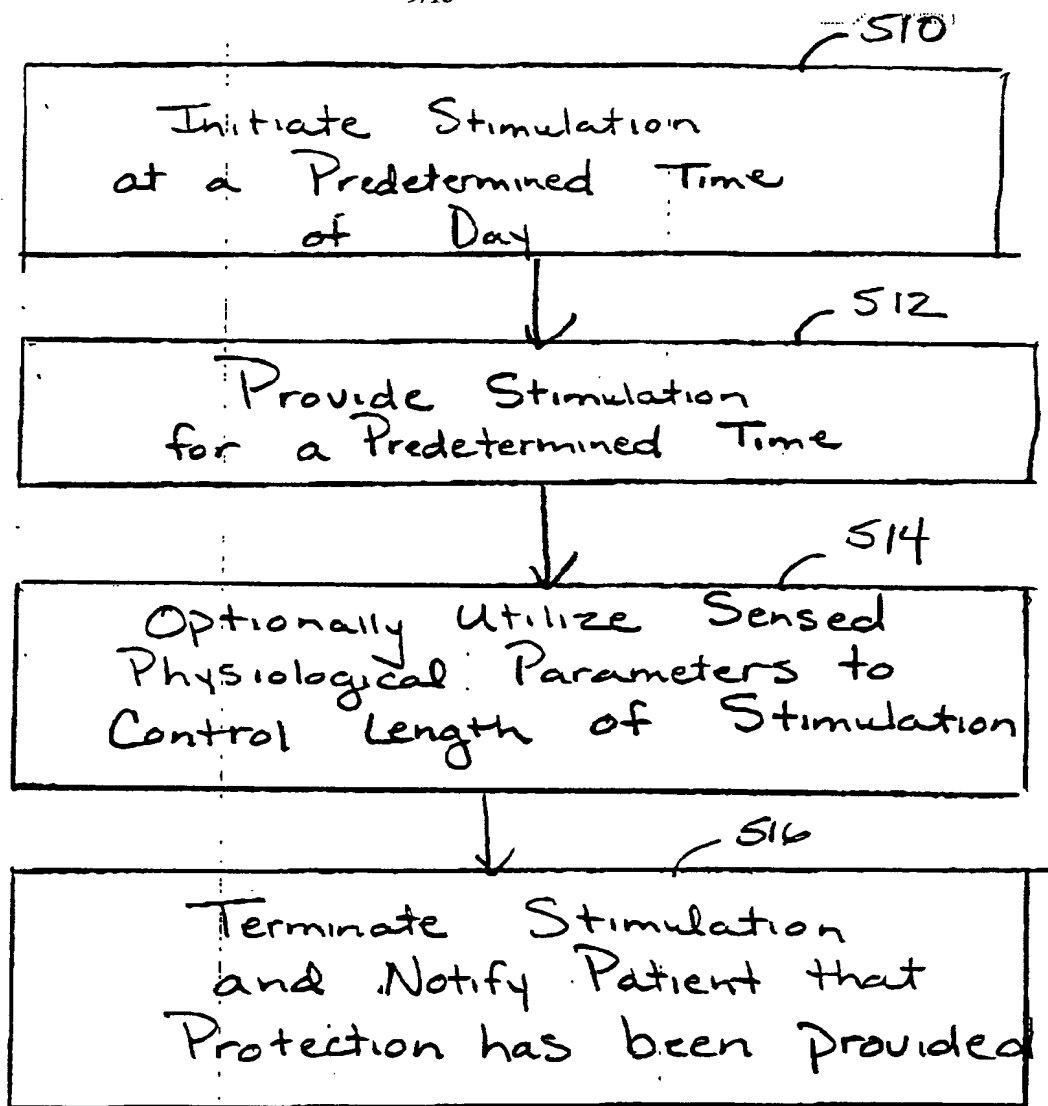 510
Initiate Stimulation
at a Predetermined Time
of Day
512
Provide Stimulation
for a Predetermined Time
514
Optionally Utilize Sensed
Physiological Parameters to
Control Length of Stimulation
516
Terminate Stimulation
and Notify Patient that
Protection has been provided